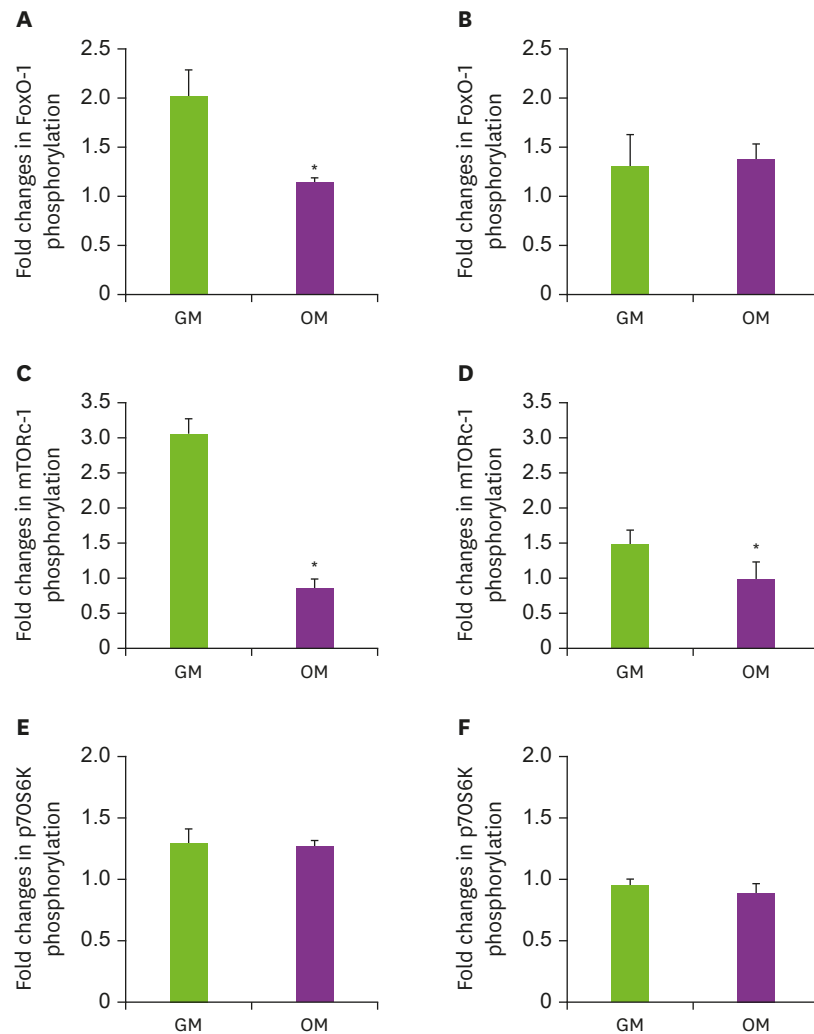 A
Fold changes in FoxO-1
phosphorylation
2.5
2.0
1.5
1.0
0.5
0
*
GM
OM
B
Fold changes in FoxO-1
phosphorylation
2.5
2.0
1.5
1.0
0.5
0
GM
OM
C
Fold changes in mTORc-1
phosphorylation
3.5
3.0
2.5
2.0
1.5
1.0
0.5
0
*
GM
OM
D
Fold changes in mTORc-1
phosphorylation
3.5
3.0
2.5
2.0
1.5
1.0
0.5
0
*
GM
OM
E
Fold changes in p70S6K
phosphorylation
2.0
1.5
1.0
0.5
0
GM
OM
F
Fold changes in p70S6K
phosphorylation
2.0
1.5
1.0
0.5
0
GM
OM